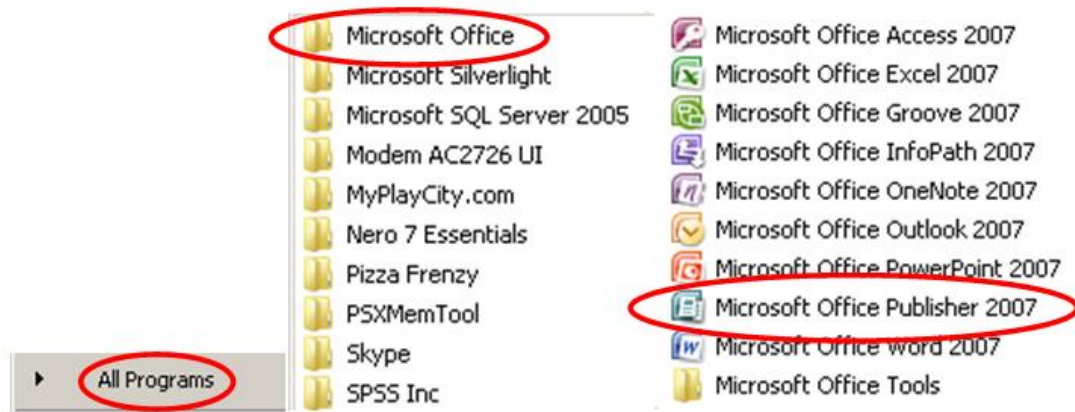 All Programs
Microsoft Office
Microsoft Silverlight
Microsoft SQL Server 2005
Modem AC2726 UI
MyPlayCity.com
Nero 7 Essentials
Pizza Frenzy
PSXMemTool
Skype
SPSS Inc
Microsoft Office Access 2007
Microsoft Office Excel 2007
Microsoft Office Groove 2007
Microsoft Office InfoPath 2007
Microsoft Office OneNote 2007
Microsoft Office Outlook 2007
Microsoft Office PowerPoint 2007
Microsoft Office Publisher 2007
Microsoft Office Word 2007
Microsoft Office Tools